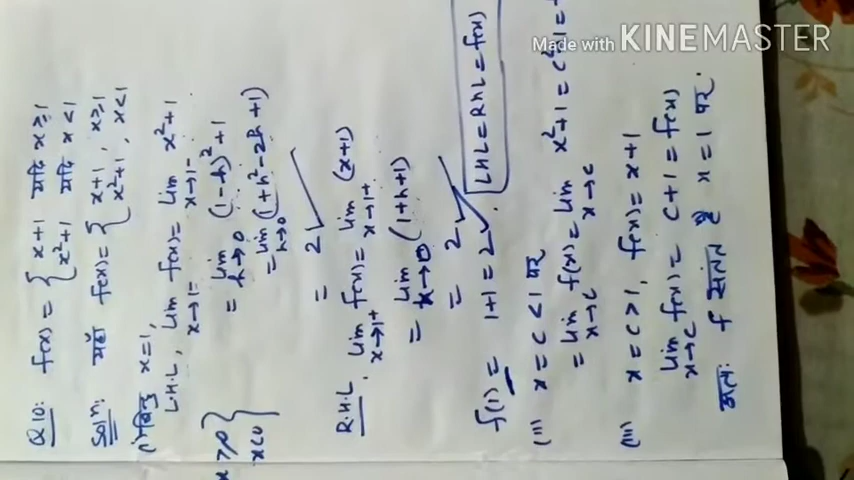 Made with KINEMASTER
Q10: f(x) = { x+1 यदि x ≥ 1
x²+1 यदि x < 1
Soln: यहाँ f(x) = { x+1, x ≥ 1
x²+1, x < 1
(i) बिन्दु x = 1,
L.H.L, lim x→1- f(x) = lim x→1- x²+1
= lim h→0 (1-h)²+1
= lim h→0 (1+h²-2h+1)
= 2
x ≥ 0 }
x < 0
R.H.L. lim x→1+ f(x) = lim x→1+ (x+1)
= lim (1+h+1)
= 2
f(1) = 1+1 = 2
LHL = RHL = f(x)
(ii) x = c < 1 पर
= lim x→c f(x) = lim x→c x²+1 = c²+1 =
(iii) x = c > 1, f(x) = x+1
lim x→c f(x) = c+1 = f(x)
अतः f संतत है x = 1 पर.